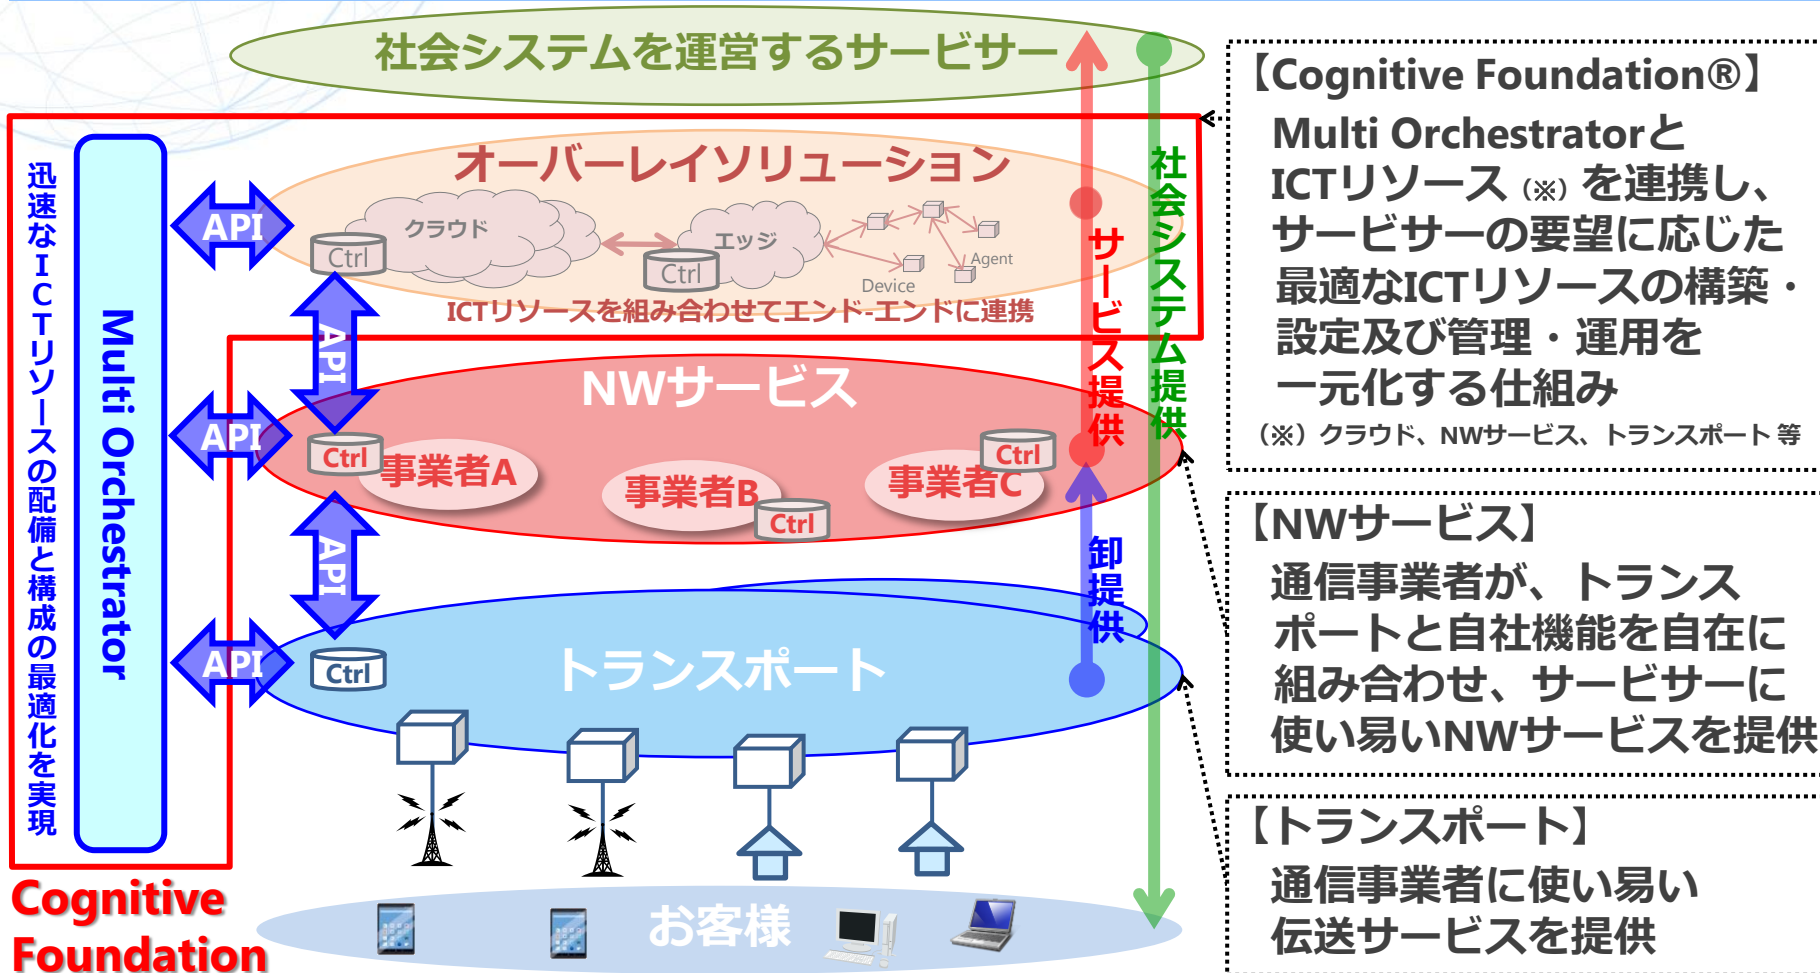 社会システムを運営するサービサー
オーバーレイソリューション
クラウド
エッジ
Ctrl
Ctrl
Device
Agent
ICTリソースを組み合わせてエンド-エンドに連携
API
API
API
API
API
迅速なICTリソースの配備と構成の最適化を実現
Multi Orchestrator
NWサービス
Ctrl
事業者A
事業者B
Ctrl
事業者C
Ctrl
トランスポート
Ctrl
サービス提供
社会システム提供
卸提供
お客様
Cognitive
Foundation
【Cognitive Foundation®】
Multi Orchestratorと
ICTリソース（※）を連携し、
サービサーの要望に応じた
最適なICTリソースの構築・
設定及び管理・運用を
一元化する仕組み
（※）クラウド、NWサービス、トランスポート 等
【NWサービス】
通信事業者が、トランス
ポートと自社機能を自在に
組み合わせ、サービサーに
使い易いNWサービスを提供
【トランスポート】
通信事業者に使い易い
伝送サービスを提供